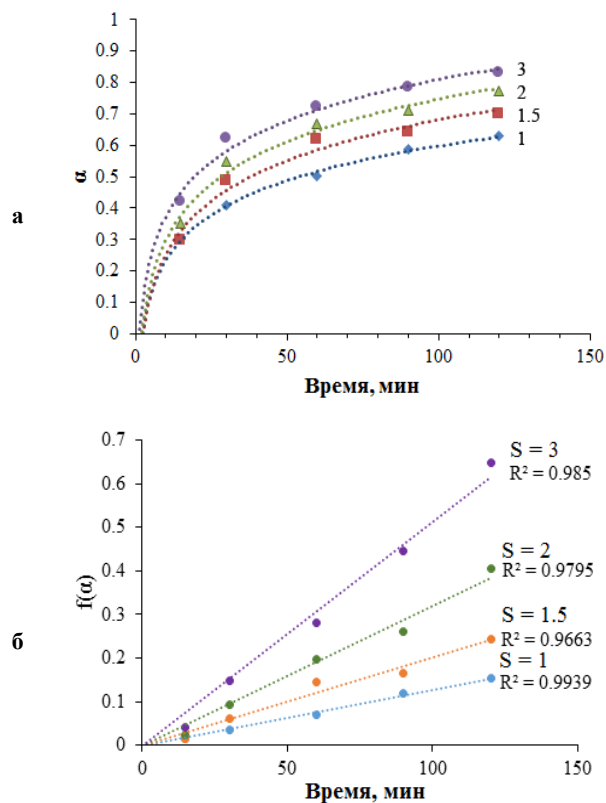 1
0.9
0.8
0.7
0.6
0.5
0.4
0.3
0.2
0.1
0
α
0
50
100
150
Время, мин
3
2
1.5
1
а
0.7
0.6
0.5
0.4
0.3
0.2
0.1
0
f(α)
0
50
100
150
Время, мин
S = 3
R² = 0.985
S = 2
R² = 0.9795
S = 1.5
R² = 0.9663
S = 1
R² = 0.9939
б